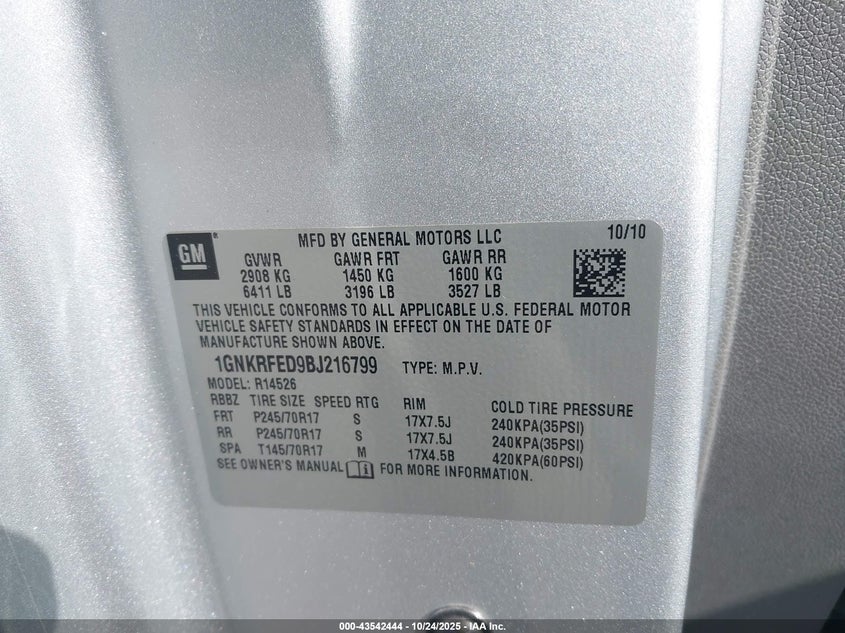 GM
MFD BY GENERAL MOTORS LLC 10/10
GVWR GAWR FRT GAWR RR
2908 KG 1450 KG 1600 KG
6411 LB 3196 LB 3527 LB
THIS VEHICLE CONFORMS TO ALL APPLICABLE U.S. FEDERAL MOTOR
VEHICLE SAFETY STANDARDS IN EFFECT ON THE DATE OF
MANUFACTURE SHOWN ABOVE.
1GNKRFED9BJ216799 TYPE: M.P.V.
MODEL: R14526
RBBZ TIRE SIZE SPEED RTG RIM COLD TIRE PRESSURE
FRT P245/70R17 S 17X7.5J 240KPA(35PSI)
RR P245/70R17 S 17X7.5J 240KPA(35PSI)
SPA T145/70R17 M 17X4.5B 420KPA(60PSI)
SEE OWNER'S MANUAL i FOR MORE INFORMATION.
000-43542444 - 10/24/2025 - IAA Inc.